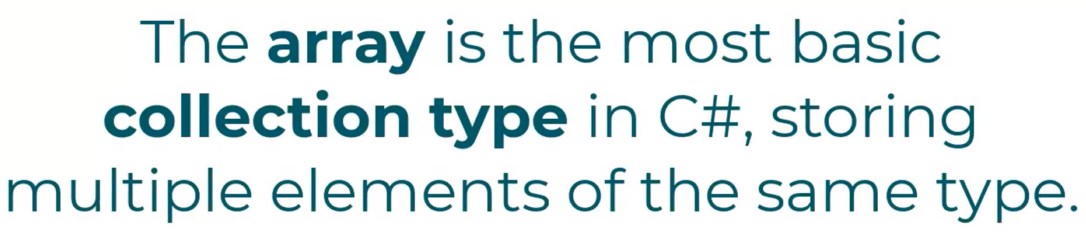 The array is the most basic
collection type in C#, storing
multiple elements of the same type.